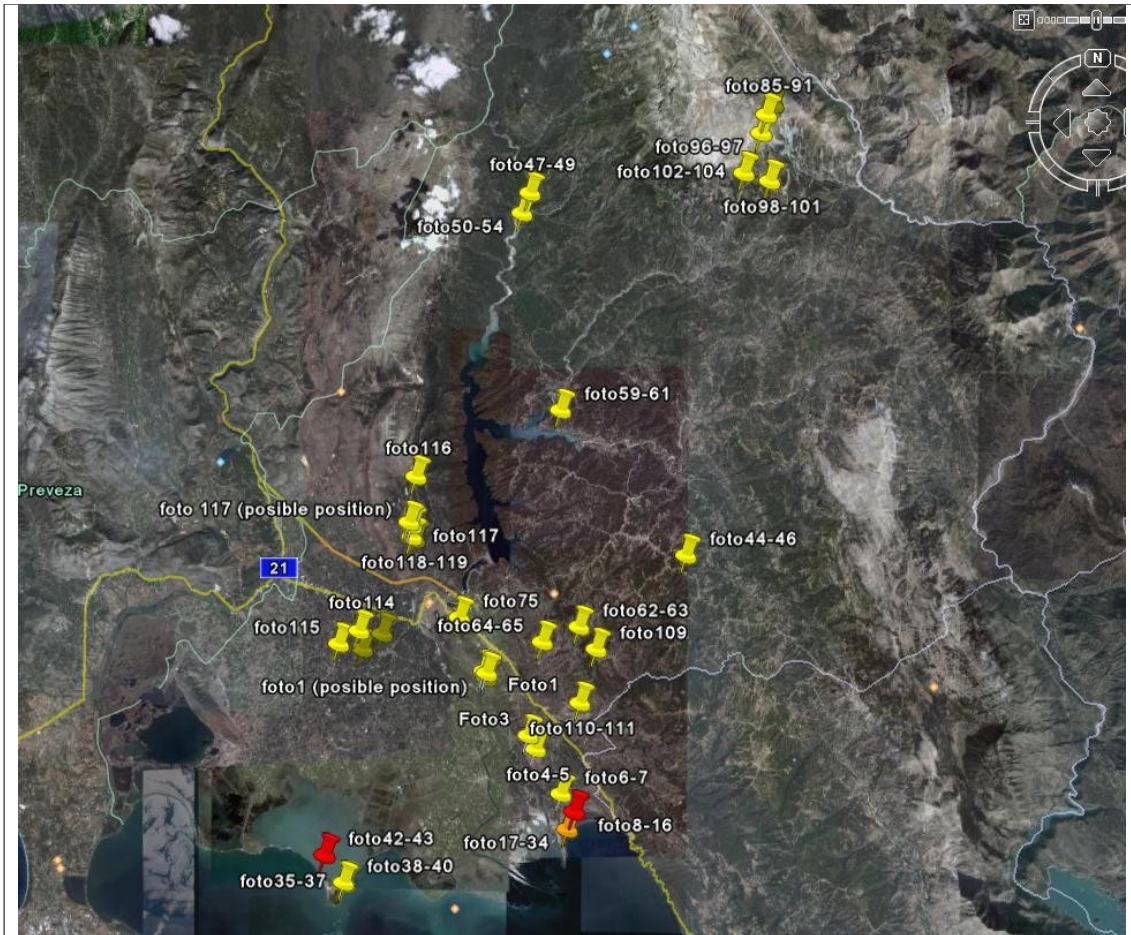 N
foto85-91
foto96-97
foto47-49
foto102-104
foto98-101
foto50-54
foto59-61
foto116
Preveza
foto 117 (posible position)
foto117
foto44-46
foto118-119
21
foto114
foto75
foto62-63
foto115
foto64-65
foto109
foto1 (posible position)
Foto1
Foto3
foto110-111
foto4-5
foto6-7
foto8-16
foto42-43
foto17-34
foto38-40
foto35-37